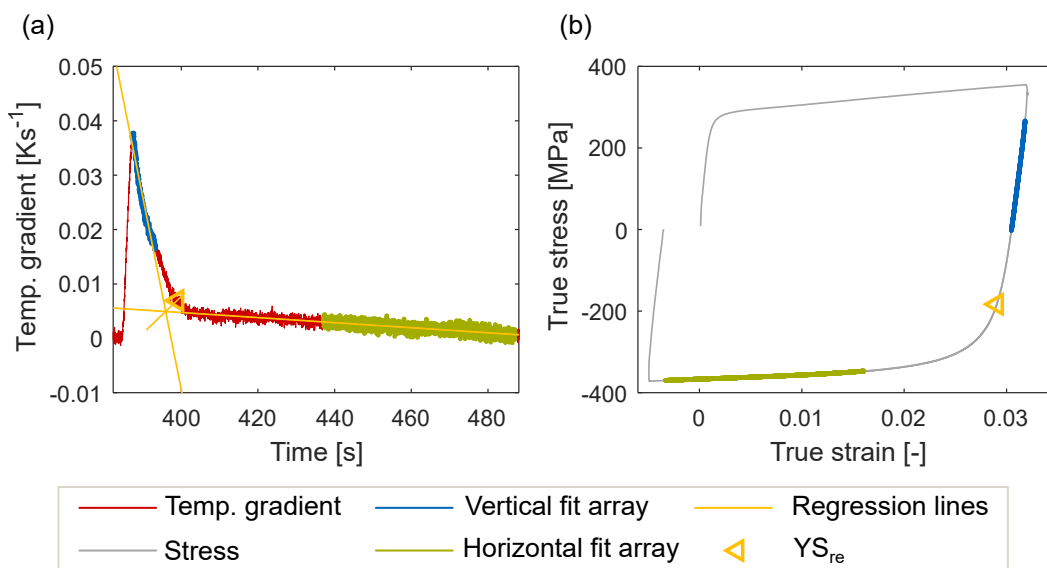 (a)
(b)
0.05
0.04
0.03
0.02
0.01
0
-0.01
Temp. gradient [Ks-1]
400
420
440
460
480
Time [s]
400
200
0
-200
-400
True stress [MPa]
0
0.01
0.02
0.03
True strain [-]
Temp. gradient
Vertical fit array
Regression lines
Stress
Horizontal fit array
YSre